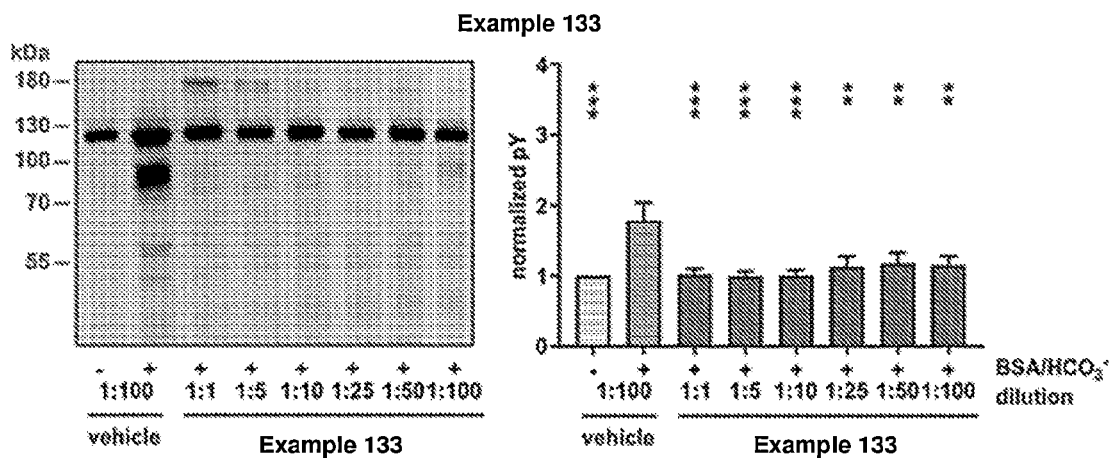 Example 133
kDa
180
130
100
70
55
- + + + + + + +
1:100 1:1 1:5 1:10 1:25 1:50 1:100
vehicle Example 133
normalized pY
4
3
2
1
0
*** *** *** *** ** ** **
- + + + + + + + BSA/HCO3-
1:100 1:1 1:5 1:10 1:25 1:50 1:100 dilution
vehicle Example 133